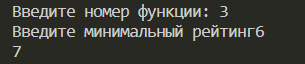 Введите номер функции: 3
Введите минимальный рейтинг6
7